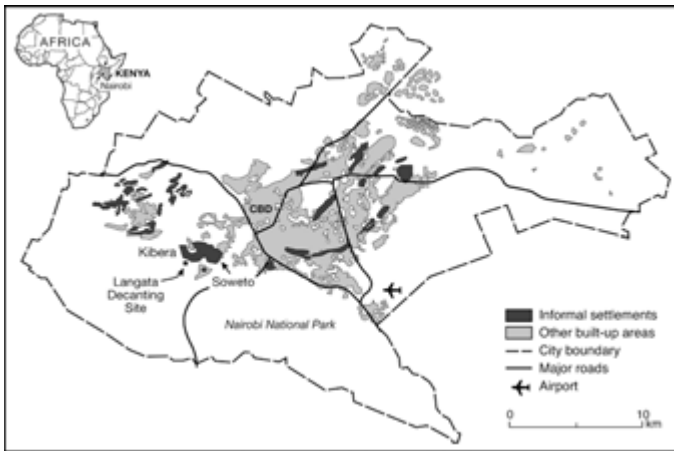 AFRICA
KENYA
Nairobi
CBD
Kibera
Langata
Decanting
Site
Soweto
Nairobi National Park
Informal settlements
Other built-up areas
City boundary
Major roads
Airport
0 10
km